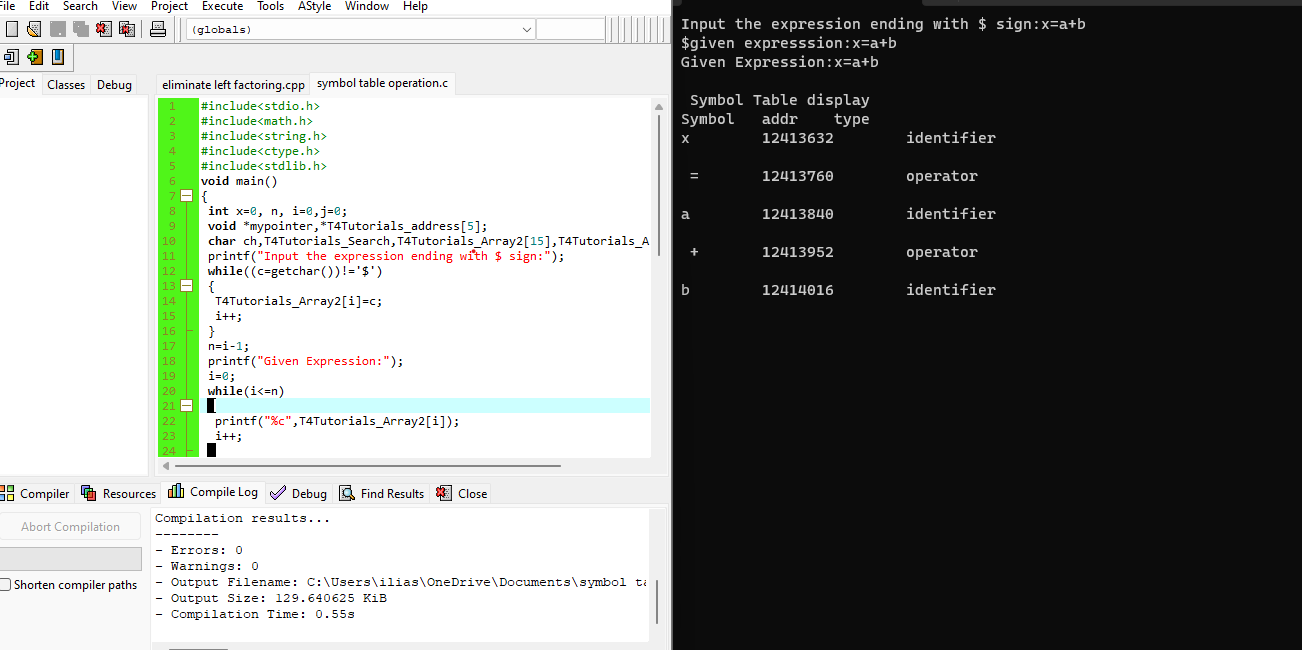 File Edit Search View Project Execute Tools AStyle Window Help
(globals)
Project Classes Debug
eliminate left factoring.cpp symbol table operation.c
1 #include<stdio.h>
2 #include<math.h>
3 #include<string.h>
4 #include<ctype.h>
5 #include<stdlib.h>
6 void main()
7 {
8 int x=0, n, i=0,j=0;
9 void *mypointer,*T4Tutorials_address[5];
10 char ch,T4Tutorials_Search,T4Tutorials_Array2[15],T4Tutorials_A
11 printf("Input the expression ending with $ sign:");
12 while((c=getchar())!='$')
13 {
14 T4Tutorials_Array2[i]=c;
15 i++;
16 }
17 n=i-1;
18 printf("Given Expression:");
19 i=0;
20 while(i<=n)
21
22 printf("%c",T4Tutorials_Array2[i]);
23 i++;
24
Compiler Resources Compile Log Debug Find Results Close
Abort Compilation
Shorten compiler paths
Compilation results...
--------
- Errors: 0
- Warnings: 0
- Output Filename: C:\Users\ilias\OneDrive\Documents\symbol ta
- Output Size: 129.640625 KiB
- Compilation Time: 0.55s
Input the expression ending with $ sign:x=a+b
$given expresssion:x=a+b
Given Expression:x=a+b
Symbol Table display
Symbol addr type
x 12413632 identifier
= 12413760 operator
a 12413840 identifier
+ 12413952 operator
b 12414016 identifier